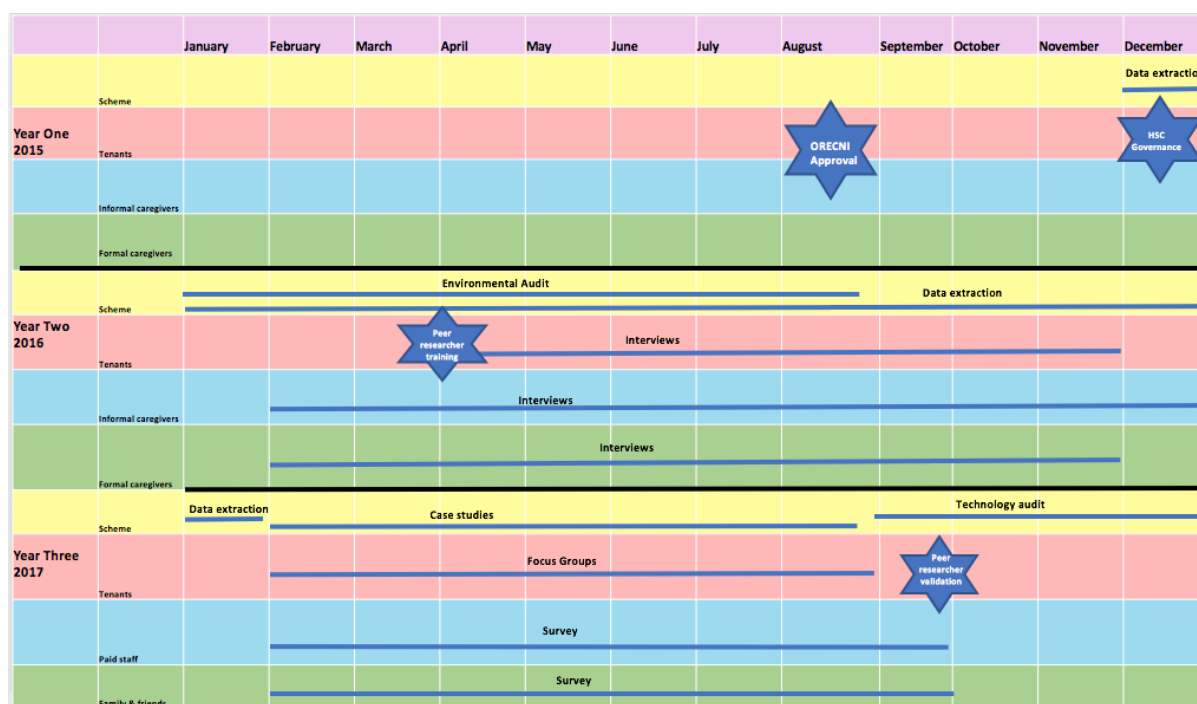 January February March April May June July August September October November December
Data extractio
Scheme
Year One
2015
Tenants
ORECNI
Approval
HSC
Governance
Informal caregivers
Formal caregivers
Environmental Audit
Data extraction
Scheme
Year Two
2016
Peer
researcher
training
Interviews
Tenants
Interviews
Informal caregivers
Interviews
Formal caregivers
Data extraction
Case studies
Technology audit
Scheme
Year Three
2017
Focus Groups
Peer
researcher
validation
Tenants
Survey
Paid staff
Survey
Family & friends